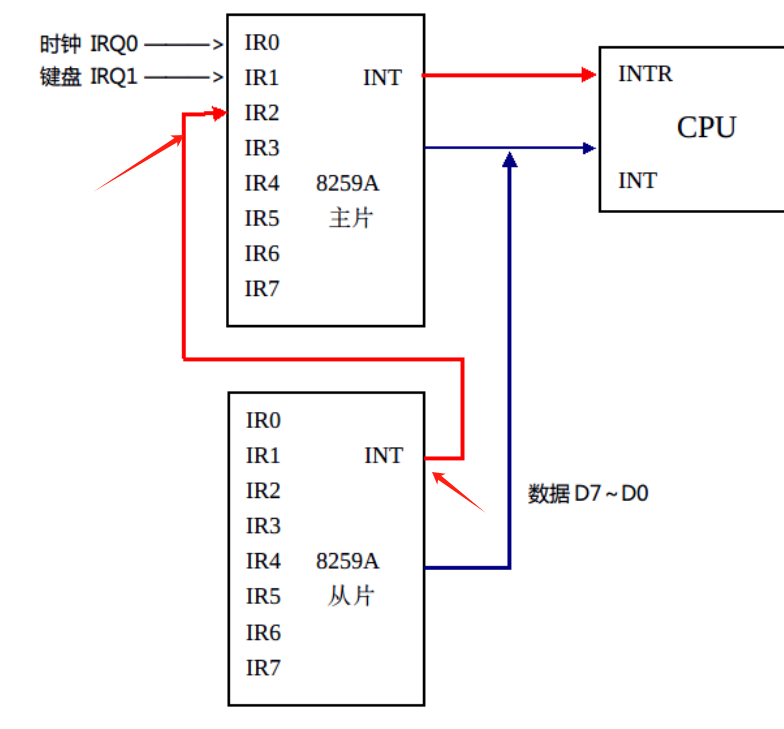 时钟 IRQ0
键盘 IRQ1
IR0
IR1
INT
IR2
IR3
IR4
8259A
IR5
主片
IR6
IR7
INTR
CPU
INT
IR0
IR1
INT
IR2
IR3
IR4
8259A
IR5
从片
IR6
IR7
数据 D7~D0